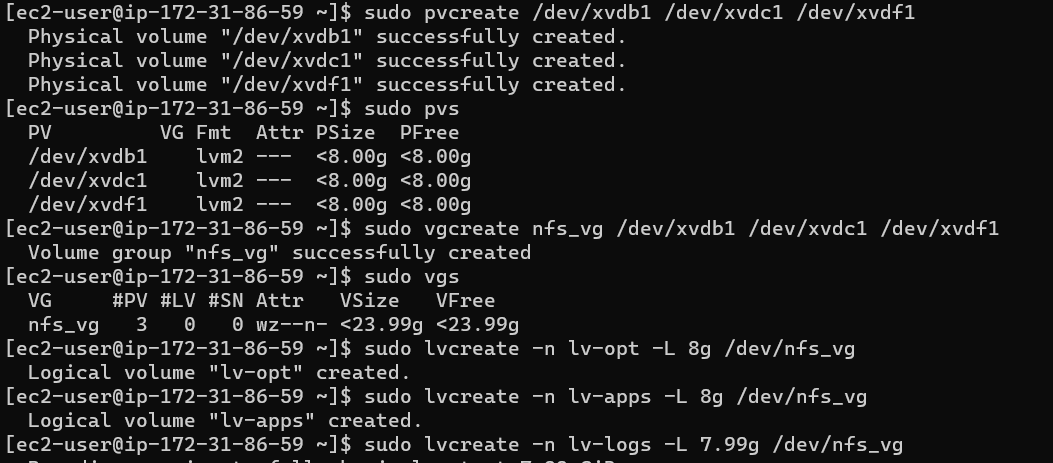 [ec2-user@ip-172-31-86-59 ~]$ sudo pvcreate /dev/xvdb1 /dev/xvdc1 /dev/xvdf1
  Physical volume "/dev/xvdb1" successfully created.
  Physical volume "/dev/xvdc1" successfully created.
  Physical volume "/dev/xvdf1" successfully created.
[ec2-user@ip-172-31-86-59 ~]$ sudo pvs
  PV         VG Fmt  Attr PSize  PFree
  /dev/xvdb1    lvm2 ---  <8.00g <8.00g
  /dev/xvdc1    lvm2 ---  <8.00g <8.00g
  /dev/xvdf1    lvm2 ---  <8.00g <8.00g
[ec2-user@ip-172-31-86-59 ~]$ sudo vgcreate nfs_vg /dev/xvdb1 /dev/xvdc1 /dev/xvdf1
  Volume group "nfs_vg" successfully created
[ec2-user@ip-172-31-86-59 ~]$ sudo vgs
  VG     #PV #LV #SN Attr   VSize   VFree
  nfs_vg   3   0   0 wz--n- <23.99g <23.99g
[ec2-user@ip-172-31-86-59 ~]$ sudo lvcreate -n lv-opt -L 8g /dev/nfs_vg
  Logical volume "lv-opt" created.
[ec2-user@ip-172-31-86-59 ~]$ sudo lvcreate -n lv-apps -L 8g /dev/nfs_vg
  Logical volume "lv-apps" created.
[ec2-user@ip-172-31-86-59 ~]$ sudo lvcreate -n lv-logs -L 7.99g /dev/nfs_vg